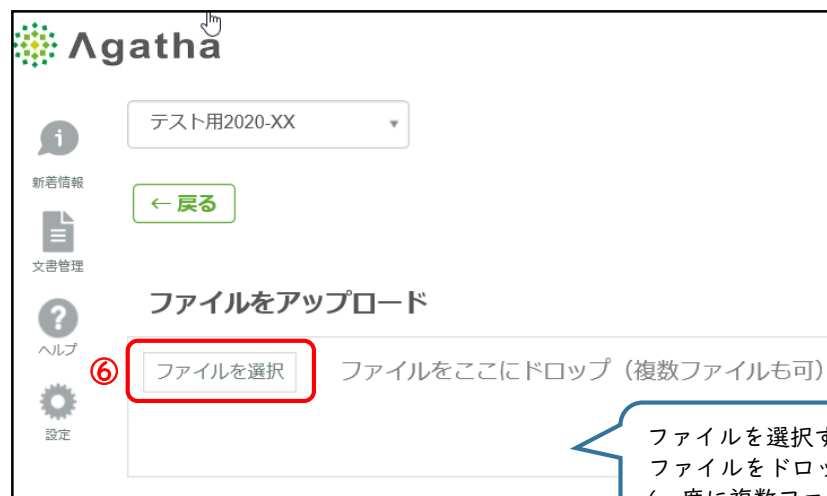 Agatha
テスト用2020-XX
新着情報
← 戻る
文書管理
ファイルをアップロード
ヘルプ
⑥ ファイルを選択 ファイルをここにドロップ（複数ファイルも可）
設定
ファイルを選択す
ファイルをドロッ